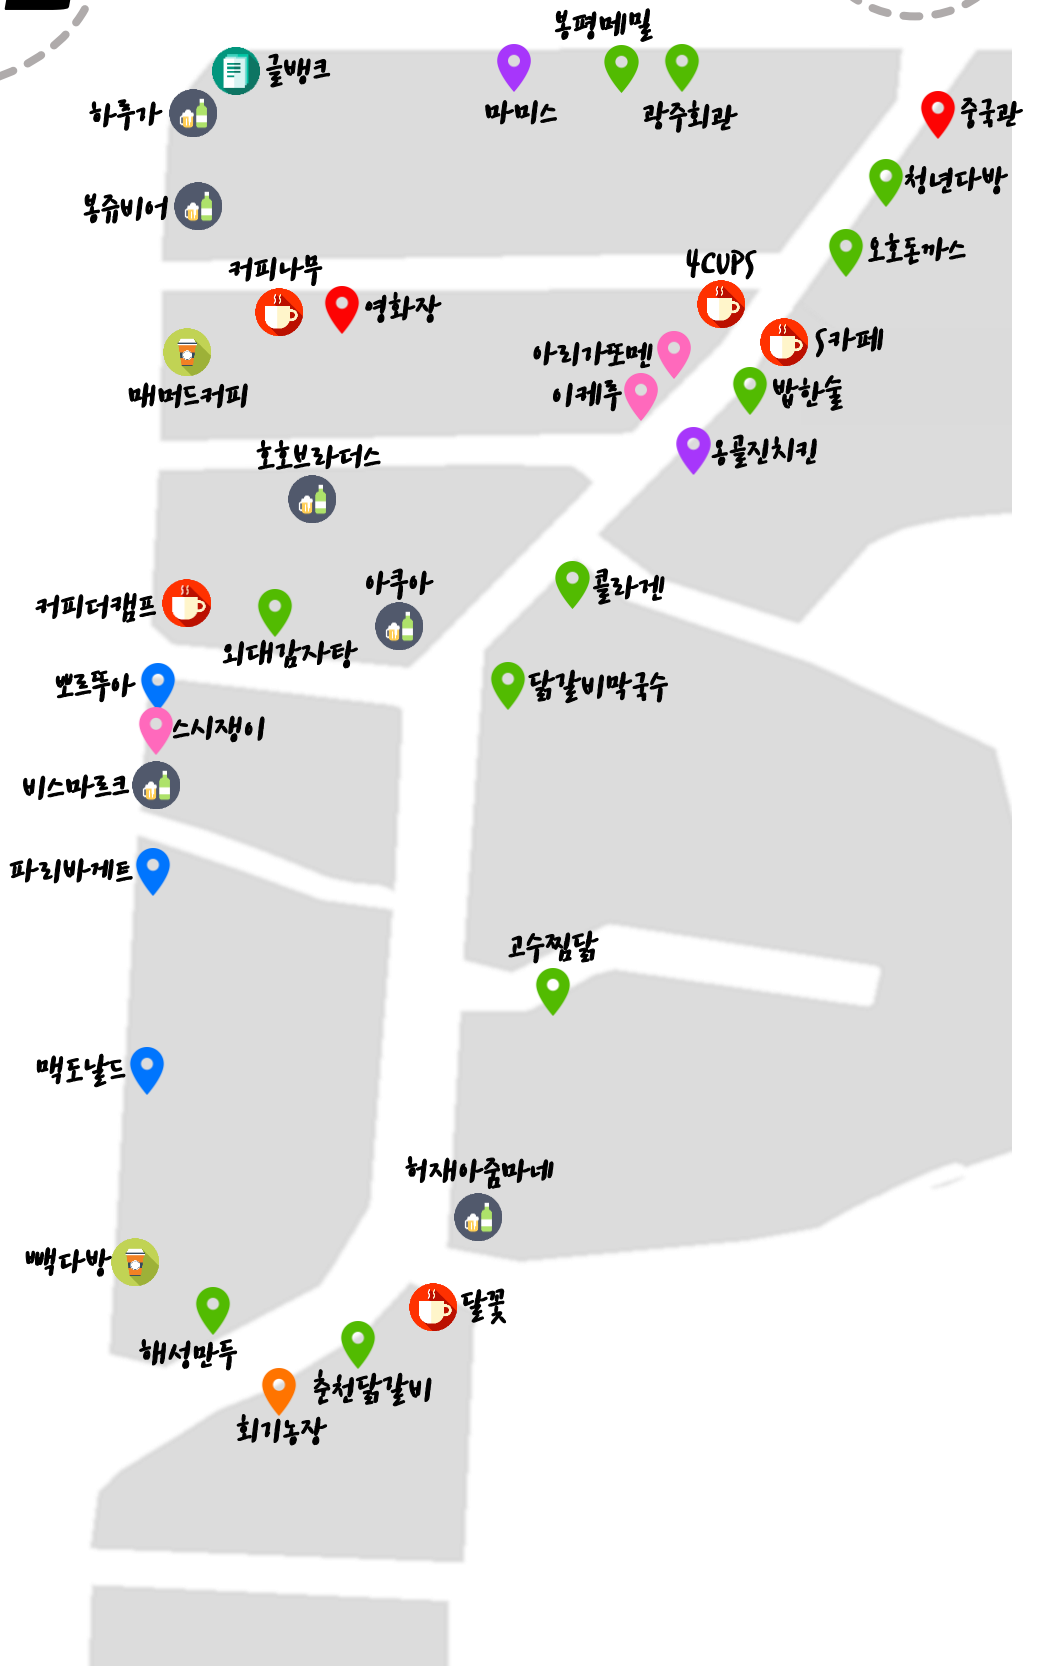 봉평메밀
글뱅크
하루가
마미스
광주회관
중국관
청년다방
봉쥬비어
오호돈까스
커피나무
4CUPS
영화장
S카페
아리가또멘
이케루
밥한술
매머드커피
옹골진치킨
호호브라더스
아쿠아
콜라겐
커피더캠프
외대감자탕
뽀르뚜아
닭갈비막국수
스시쟁이
비스마르크
파리바게트
고수찜닭
맥도날드
허재아줌마네
빽다방
달꽃
해성만두
춘천닭갈비
회기농장